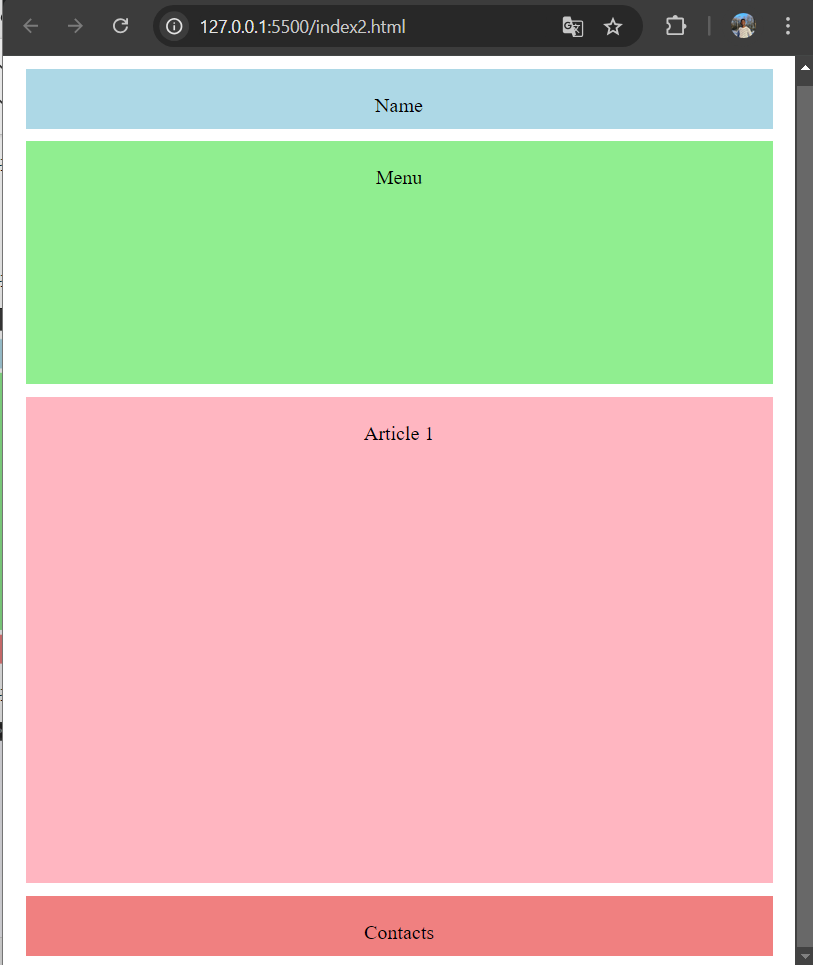 127.0.0.1:5500/index2.html
Name
Menu
Article 1
Contacts